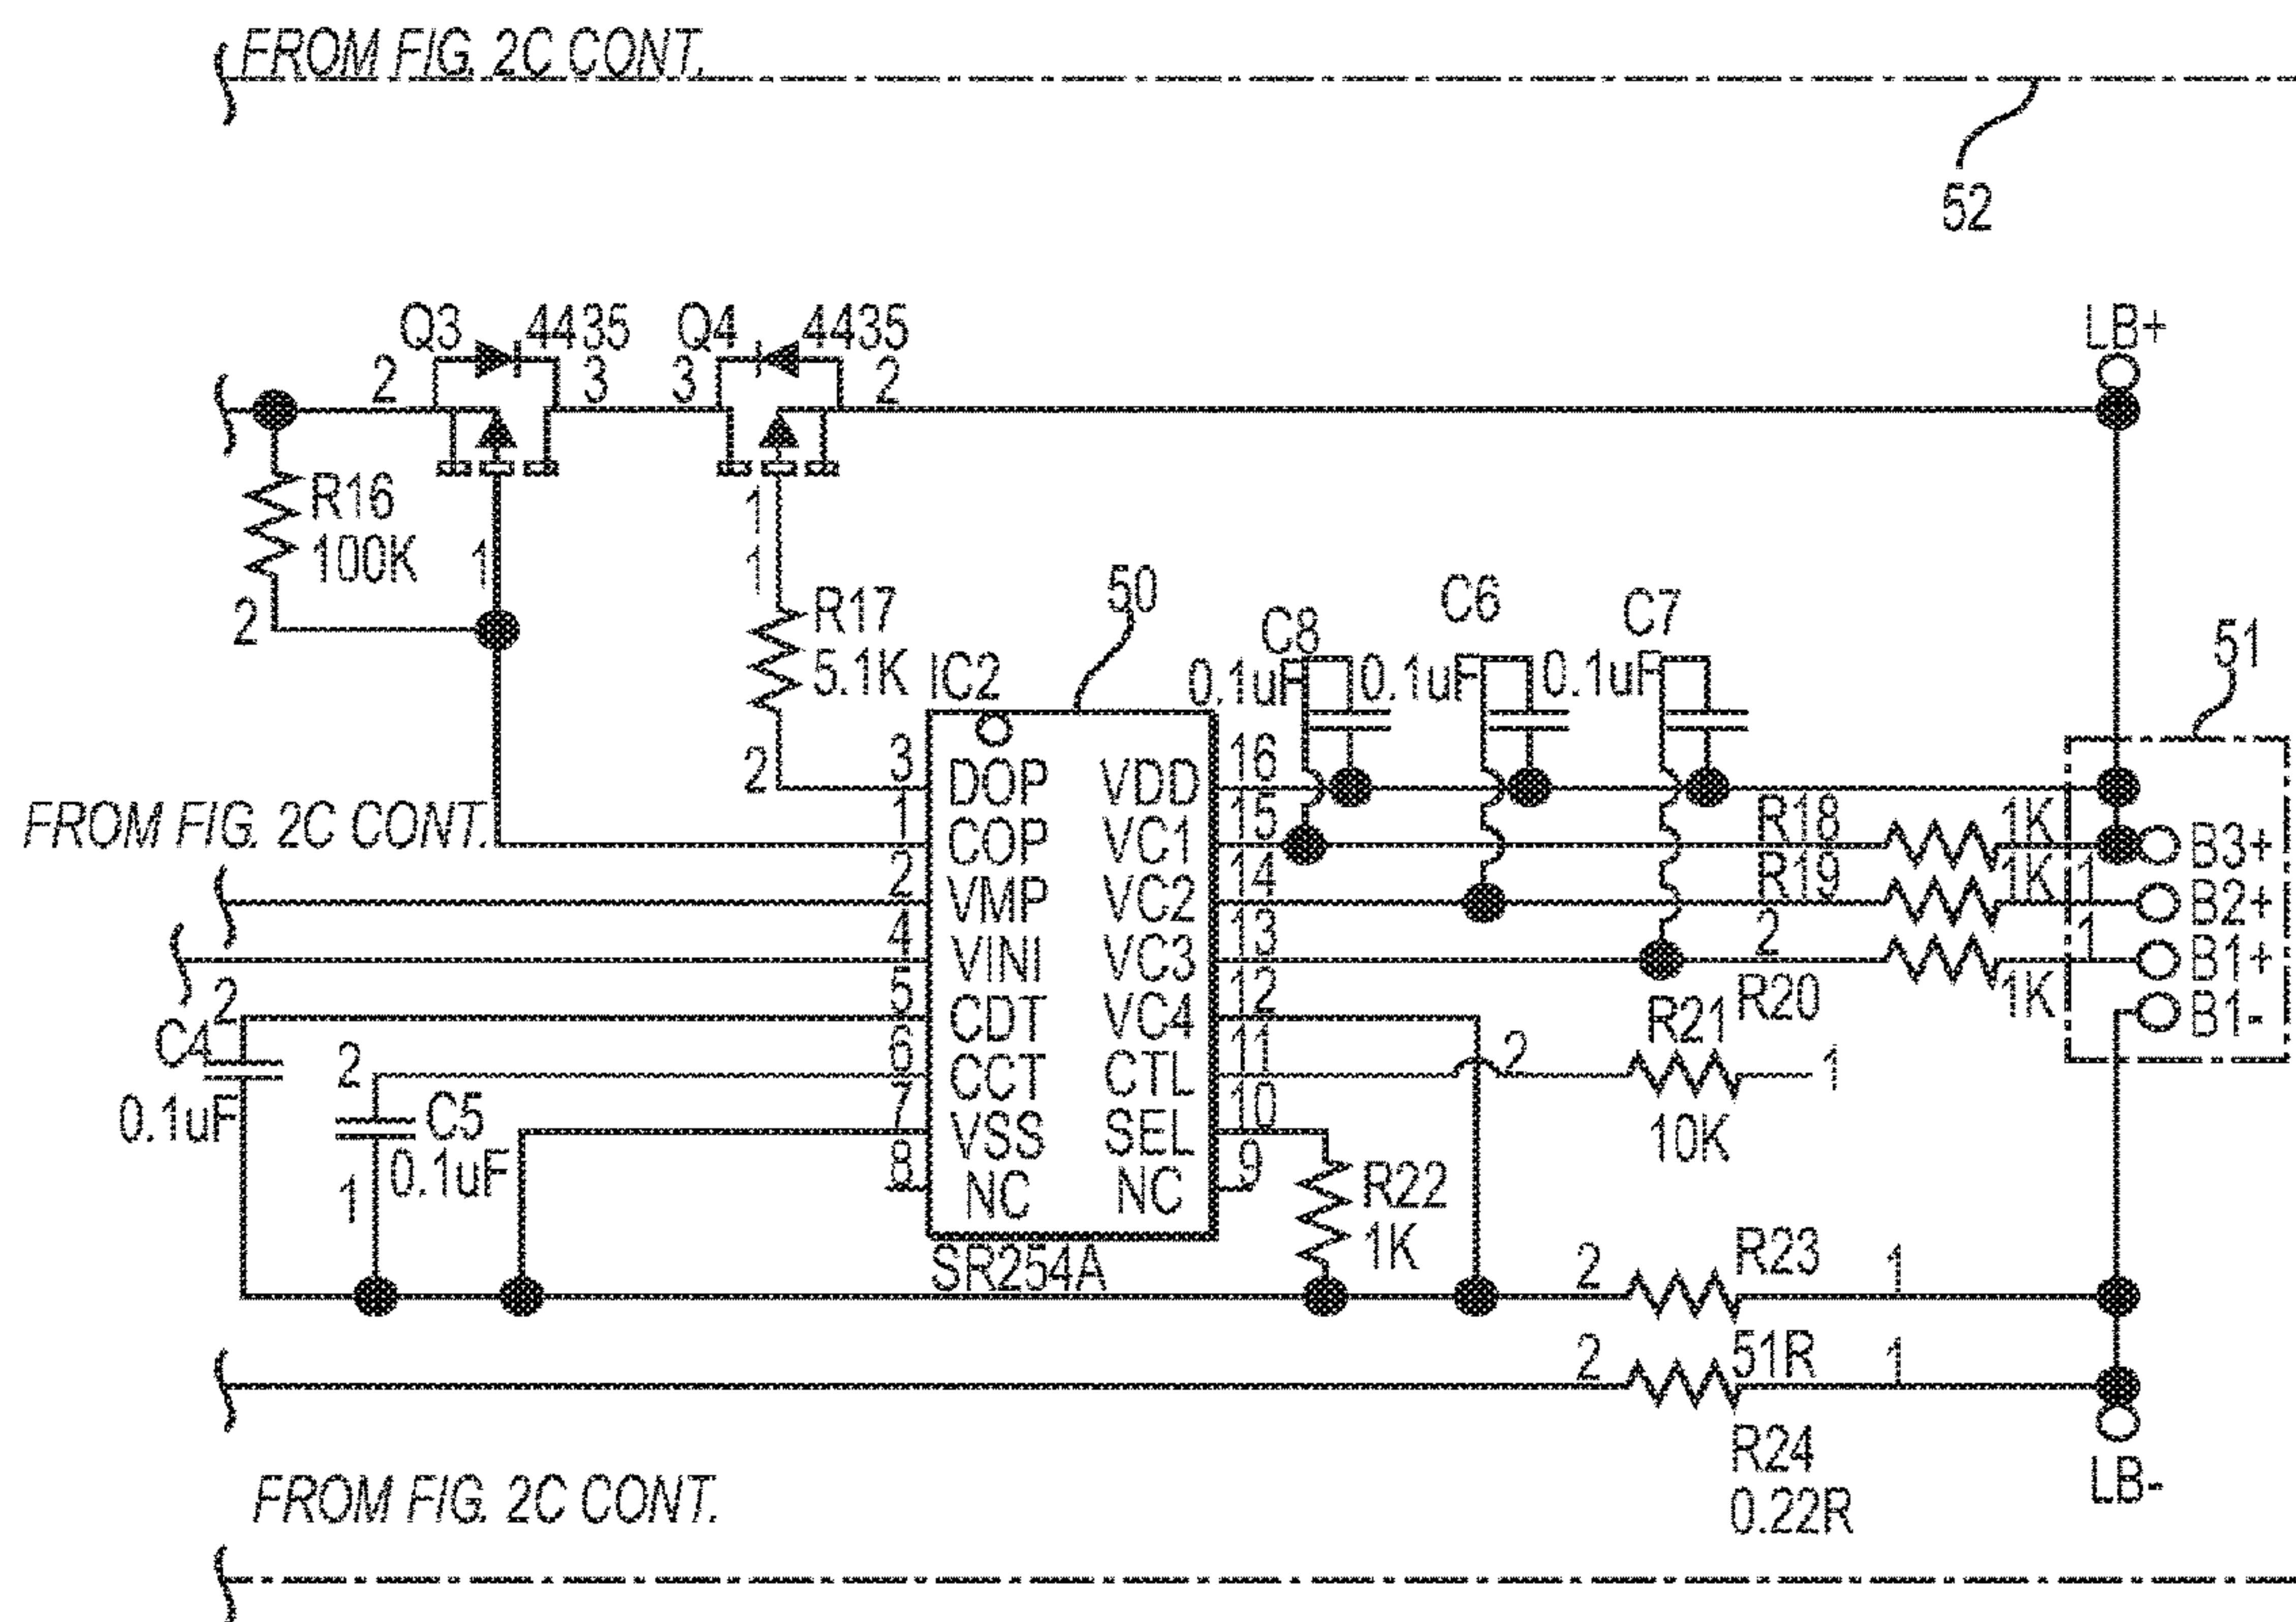 FROM FIG. 2C CONT.
52
Q3 4435 Q4 4435 LB+
2 3 3 2
R16
100K
1
1
1
2
R17
5.1K
50
C8 C6 C7
0.1uF 0.1uF 0.1uF
51
IC2
2
3 DOP VDD 16
1 COP VC1 15 R18 1K B3+
FROM FIG. 2C CONT.
2 VMP VC2 14 R19 1K 1 B2+
4 VINI VC3 13 2 1 B1+
5 CDT VC4 12 R20 1K B1-
6 CCT CTL 11 2 R21 1
10K
7 VSS SEL 10
8 NC NC 9
2
C4
0.1uF
2
C5
0.1uF
1
R22
1K
SR254A
2 R23 1
51R
2 1
R24
0.22R
LB-
FROM FIG. 2C CONT.